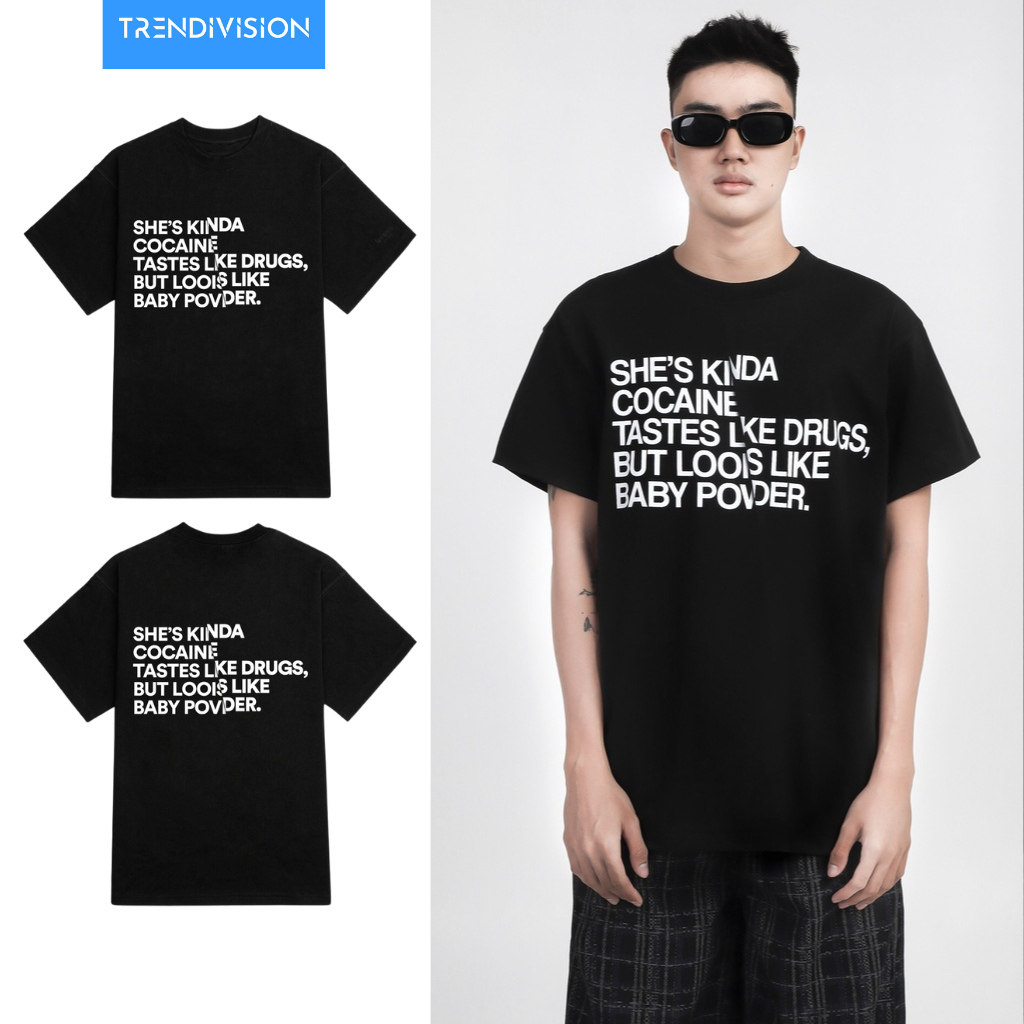 TRENDIVISION
SHE'S KINDA
COCAINE
TASTES LIKE DRUGS,
BUT LOOKS LIKE
BABY POWDER.
SHE'S KINDA
COCAINE
TASTES LIKE DRUGS,
BUT LOOKS LIKE
BABY POWDER.
SHE'S KINDA
COCAINE
TASTES LIKE DRUGS,
BUT LOOKS LIKE
BABY POWDER.